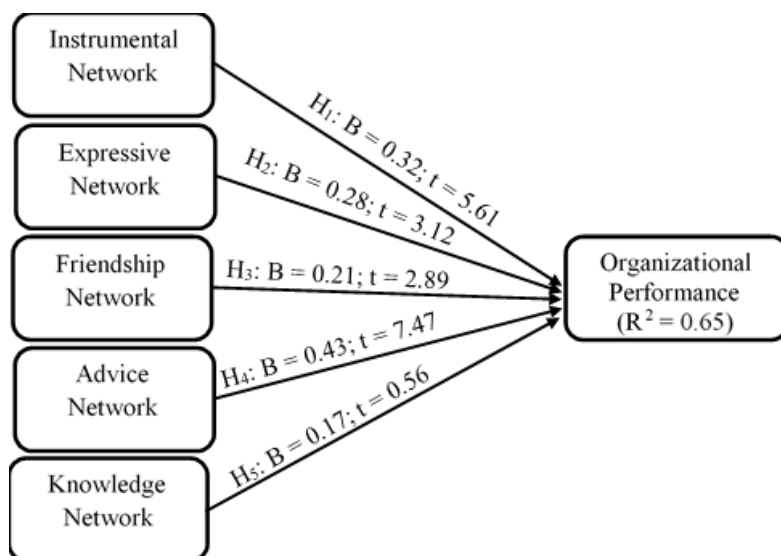 Instrumental
Network
H₁: B = 0.32; t = 5.61
Expressive
Network
H₂: B = 0.28; t = 3.12
Friendship
Network
H₃: B = 0.21; t = 2.89
Advice
Network
H₄: B = 0.43; t = 7.47
Knowledge
Network
H₅: B = 0.17; t = 0.56
Organizational
Performance
(R² = 0.65)